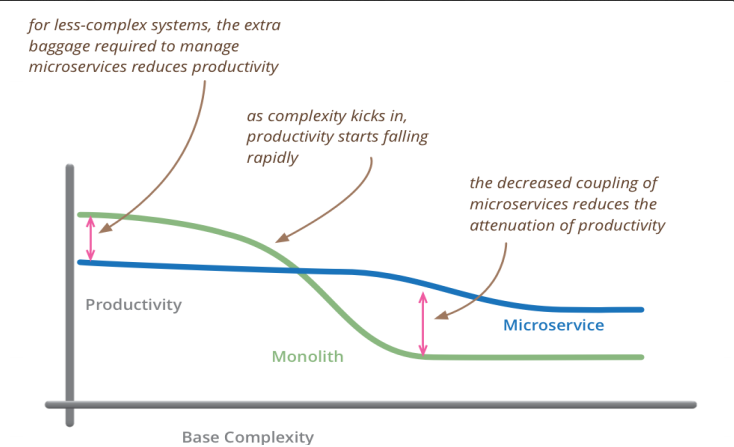 for less-complex systems, the extra
baggage required to manage
microservices reduces productivity
as complexity kicks in,
productivity starts falling
rapidly
the decreased coupling of
microservices reduces the
attenuation of productivity
Productivity
Microservice
Monolith
Base Complexity